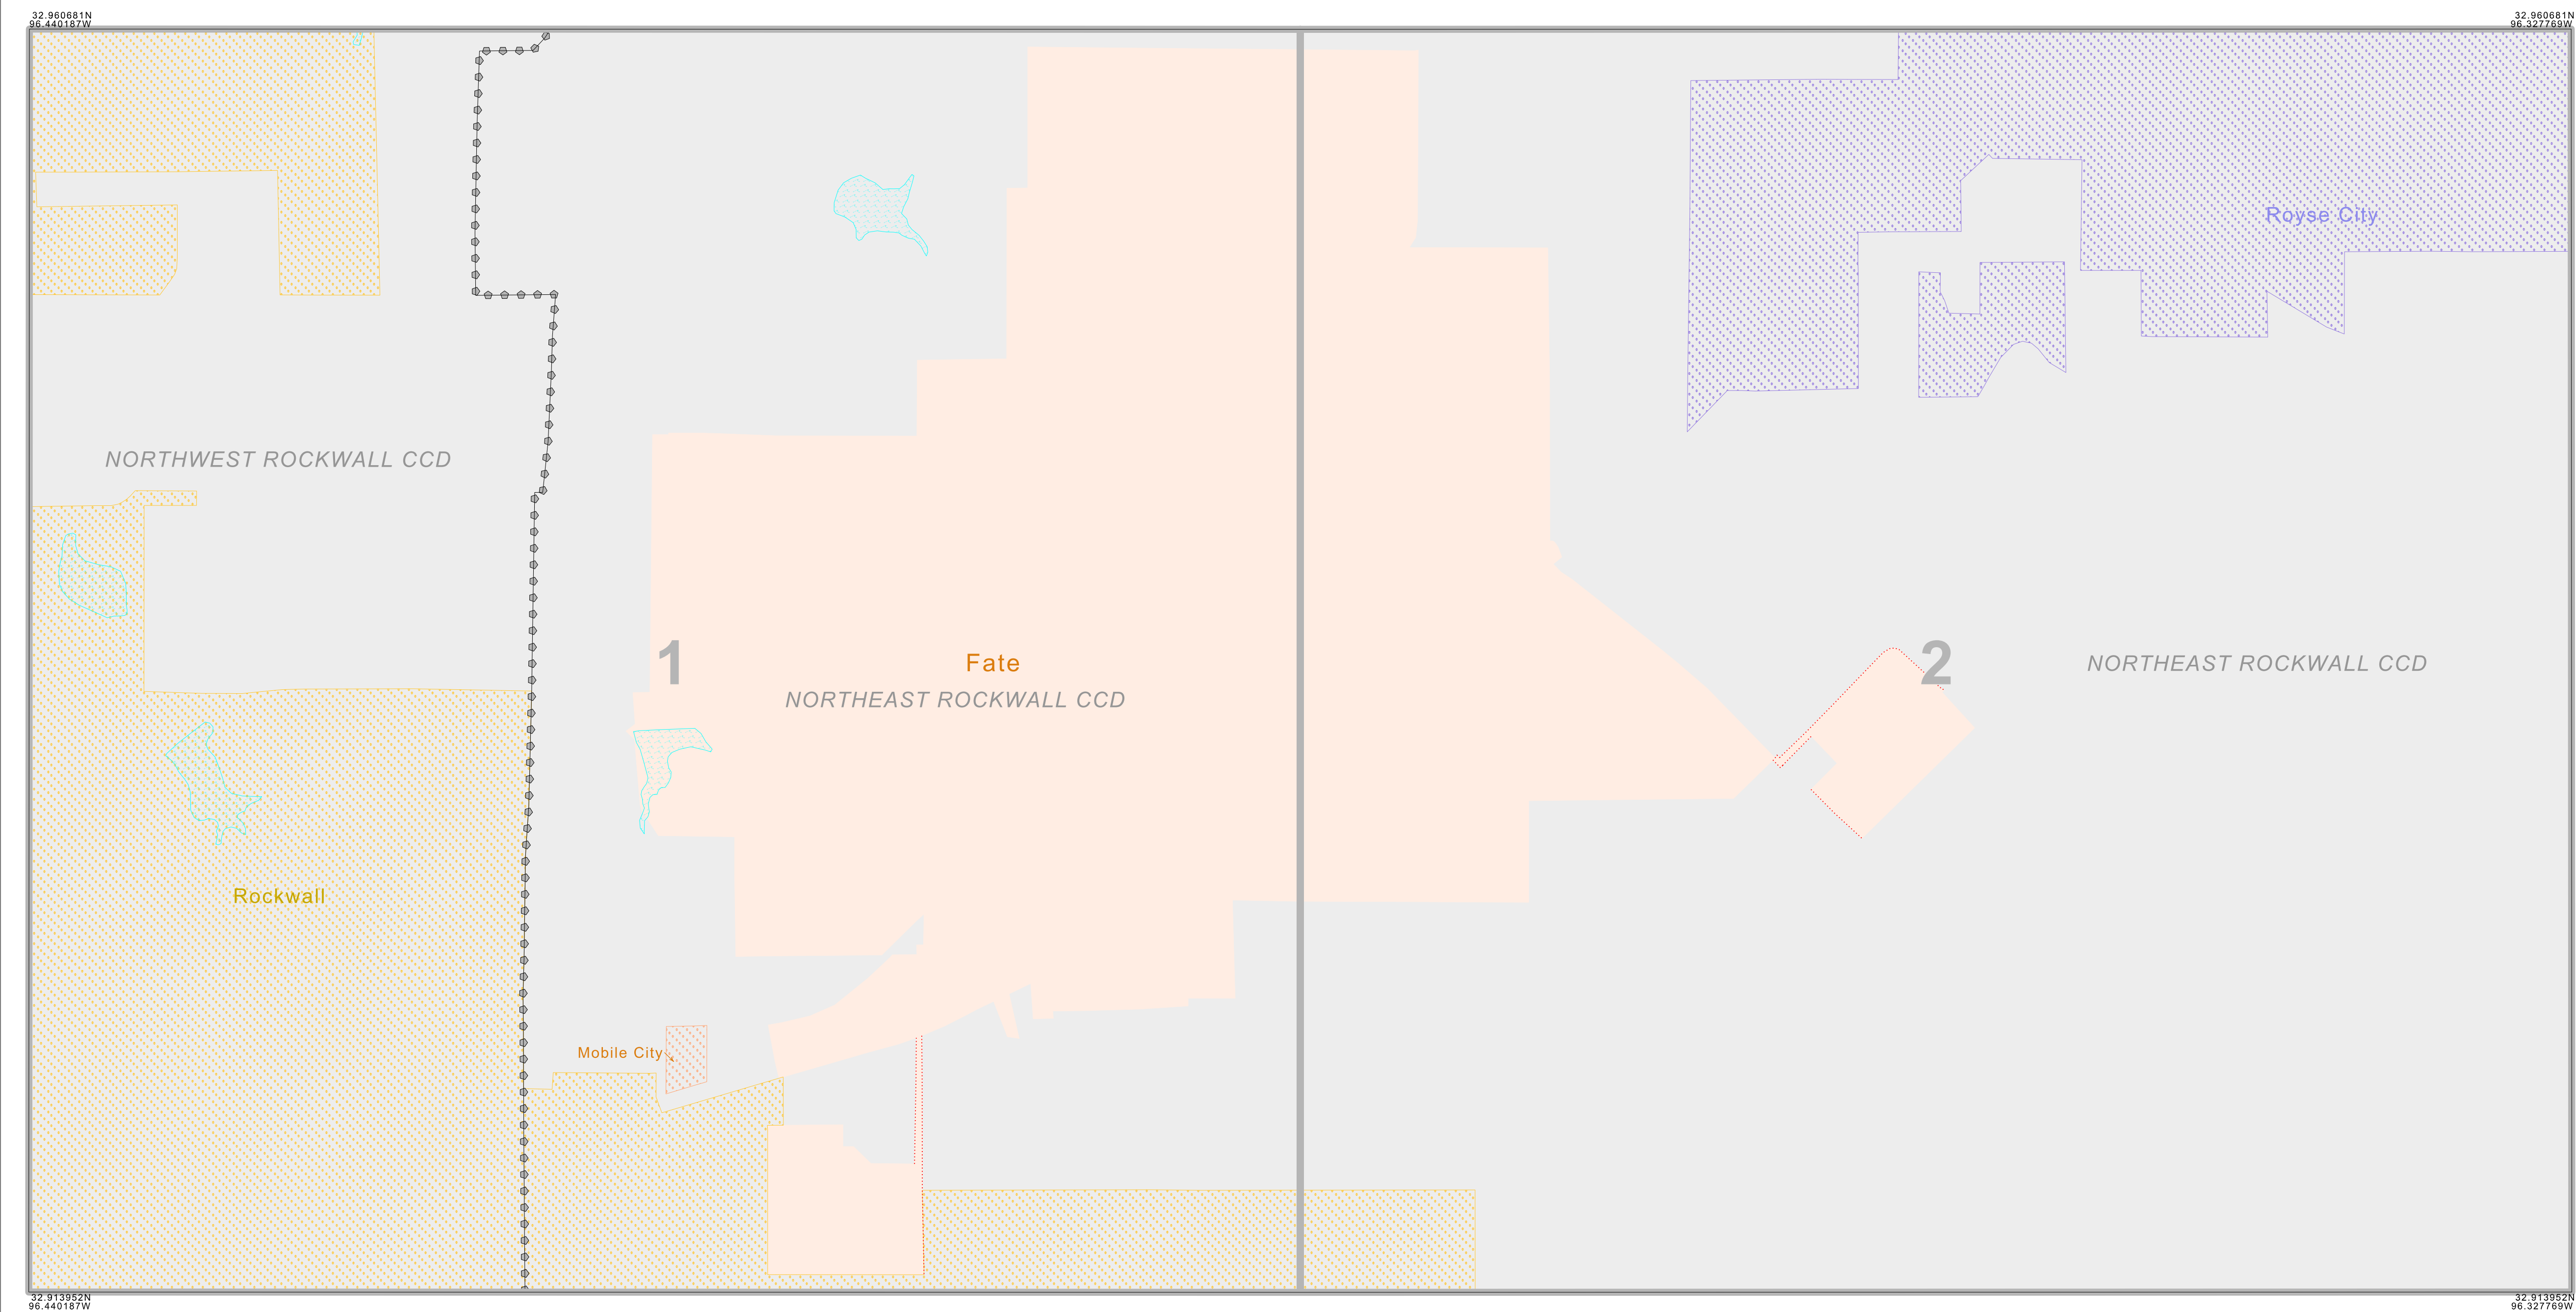 32.960681N
96.440187W
32.960681N
96.327769W
Royse City
NORTHWEST ROCKWALL CCD
1
Fate
2
NORTHEAST ROCKWALL CCD
NORTHEAST ROCKWALL CCD
Rockwall
Mobile City
32.913952N
96.440187W
32.913952N
96.327769W